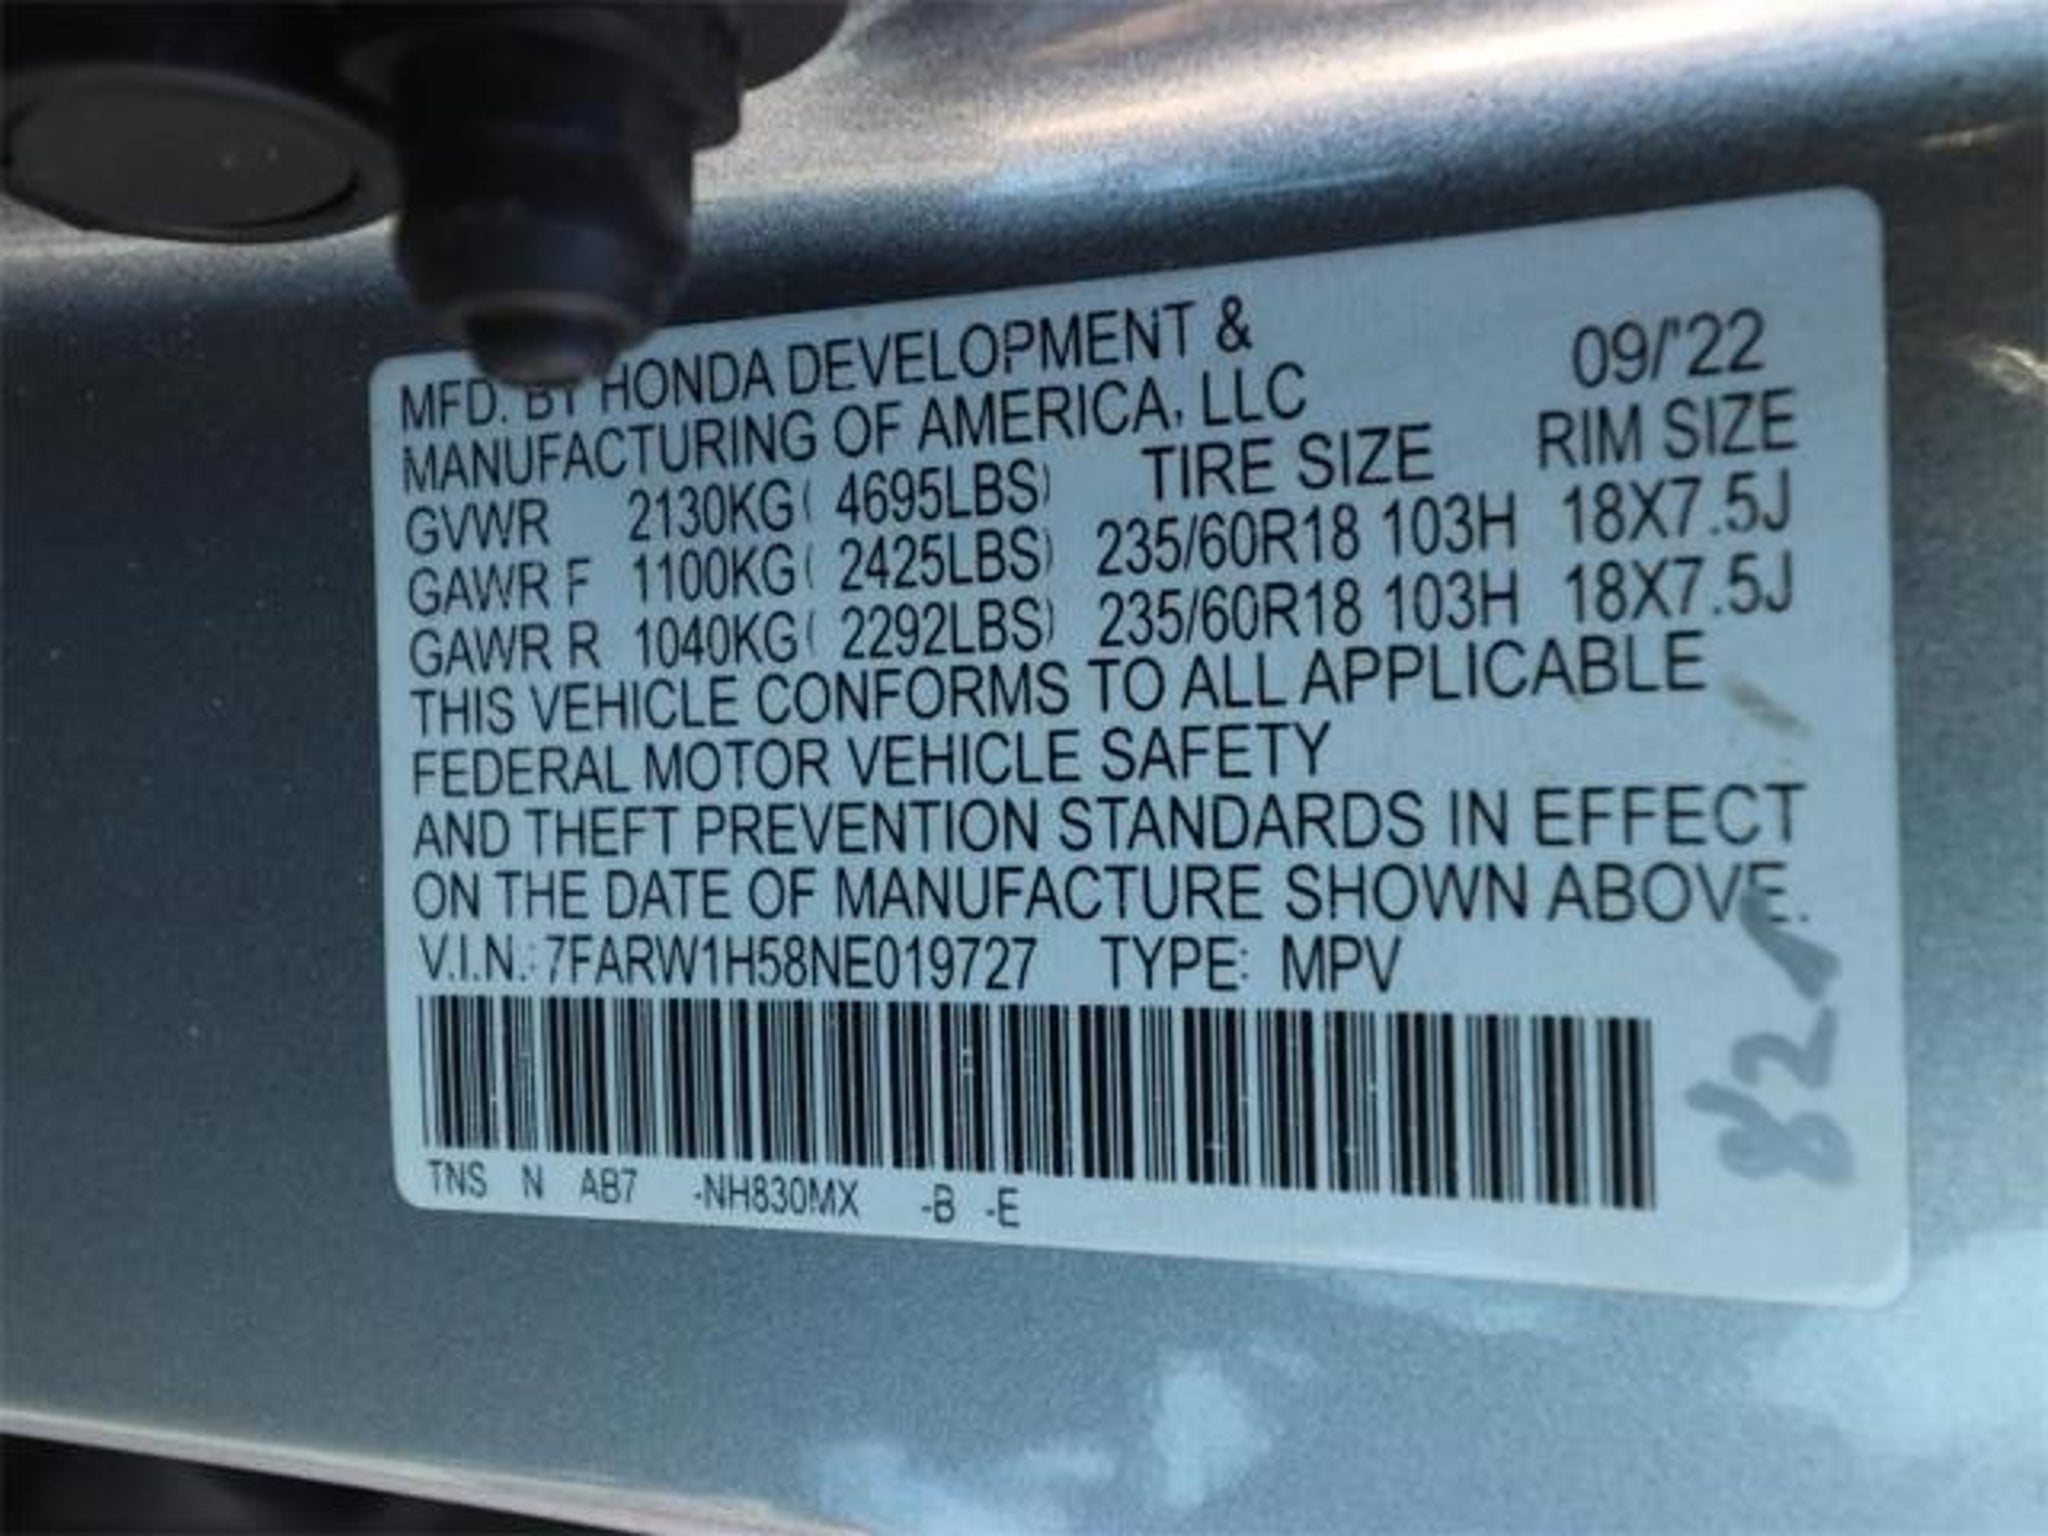 MFD. BY HONDA DEVELOPMENT &
MANUFACTURING OF AMERICA, LLC 09/'22
TIRE SIZE RIM SIZE
GVWR 2130KG( 4695LBS)
GAWR F 1100KG( 2425LBS) 235/60R18 103H 18X7.5J
GAWR R 1040KG( 2292LBS) 235/60R18 103H 18X7.5J
THIS VEHICLE CONFORMS TO ALL APPLICABLE
FEDERAL MOTOR VEHICLE SAFETY
AND THEFT PREVENTION STANDARDS IN EFFECT
ON THE DATE OF MANUFACTURE SHOWN ABOVE.
V.I.N.: 7FARW1H58NE019727 TYPE: MPV
TNS N AB7 -NH830MX -B -E